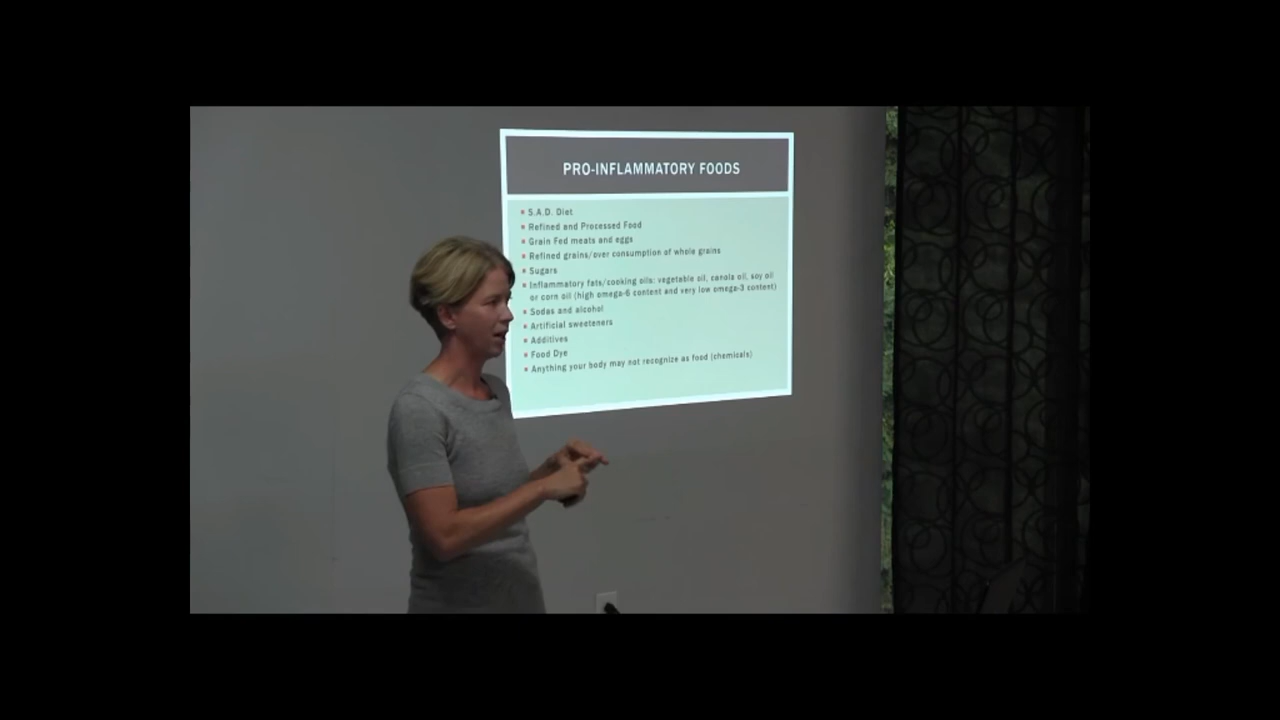 PRO-INFLAMMATORY FOODS
S.A.D. Diet
Refined and Processed Food
Grain Fed meats and eggs
Refined grains/over consumption of whole grains
Sugars
Inflammatory fats/cooking oils: vegetable oil, canola oil, soy oil
or corn oil (high omega-6 content and very low omega-3 content)
Sodas and alcohol
Artificial sweeteners
Additives
Food Dye
Anything your body may not recognize as food (chemicals)